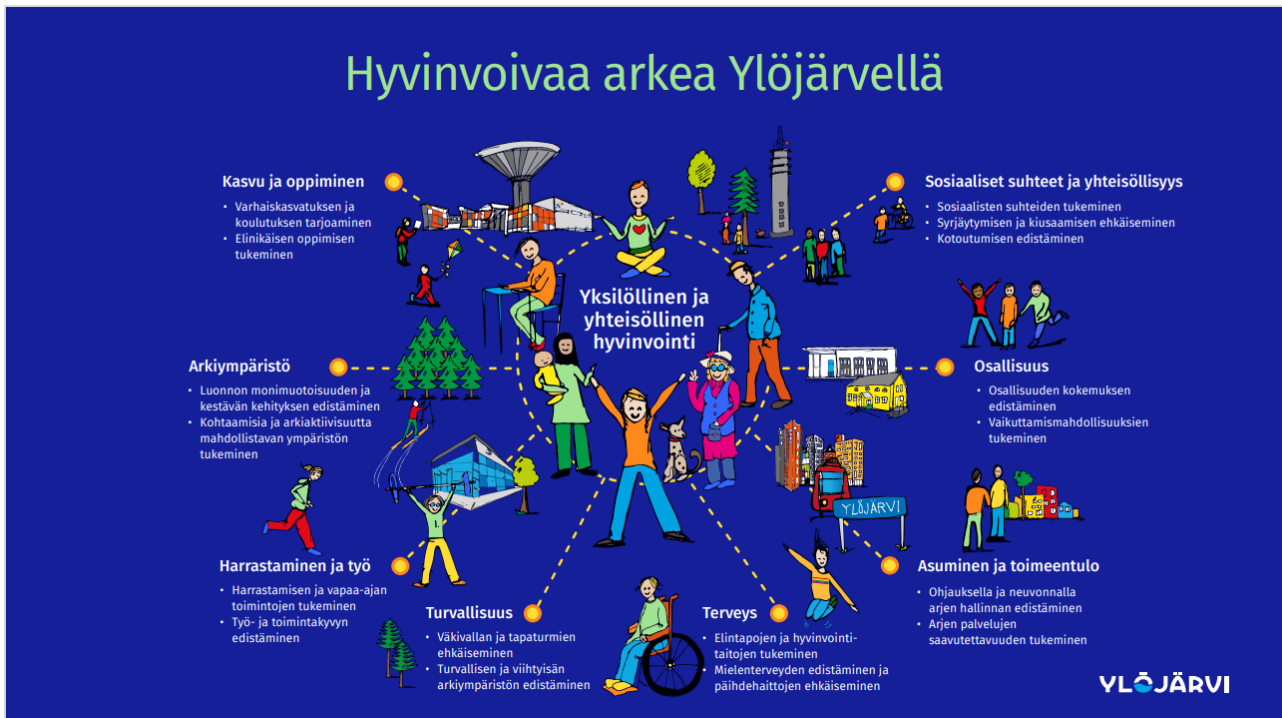 Hyvinvoivaa arkea Ylöjärvellä
Kasvu ja oppiminen
• Varhaiskasvatuksen ja
koulutuksen tarjoaminen
• Elinikäisen oppimisen
tukeminen
Sosiaaliset suhteet ja yhteisöllisyys
• Sosiaalisten suhteiden tukeminen
• Syrjäytymisen ja kiusaamisen ehkäiseminen
• Kotoutumisen edistäminen
Yksilöllinen ja
yhteisöllinen
hyvinvointi
Arkiympäristö
• Luonnon monimuotoisuuden ja
kestävän kehityksen edistäminen
• Kohtaamisia ja arkiaktiivisuutta
mahdollistavan ympäristön
tukeminen
Osallisuus
• Osallisuuden kokemuksen
edistäminen
• Vaikuttamismahdollisuuksien
tukeminen
YLÖJÄRVI
Harrastaminen ja työ
• Harrastamisen ja vapaa-ajan
toimintojen tukeminen
• Työ- ja toimintakyvyn
edistäminen
Turvallisuus
• Väkivallan ja tapaturmien
ehkäiseminen
• Turvallisen ja viihtyisän
arkiympäristön edistäminen
Terveys
• Elintapojen ja hyvinvointi-
taitojen tukeminen
• Mielenterveyden edistäminen ja
päihdehaittojen ehkäiseminen
Asuminen ja toimeentulo
• Ohjauksella ja neuvonnalla
arjen hallinnan edistäminen
• Arjen palvelujen
saavutettavuuden tukeminen
YLÖJÄRVI